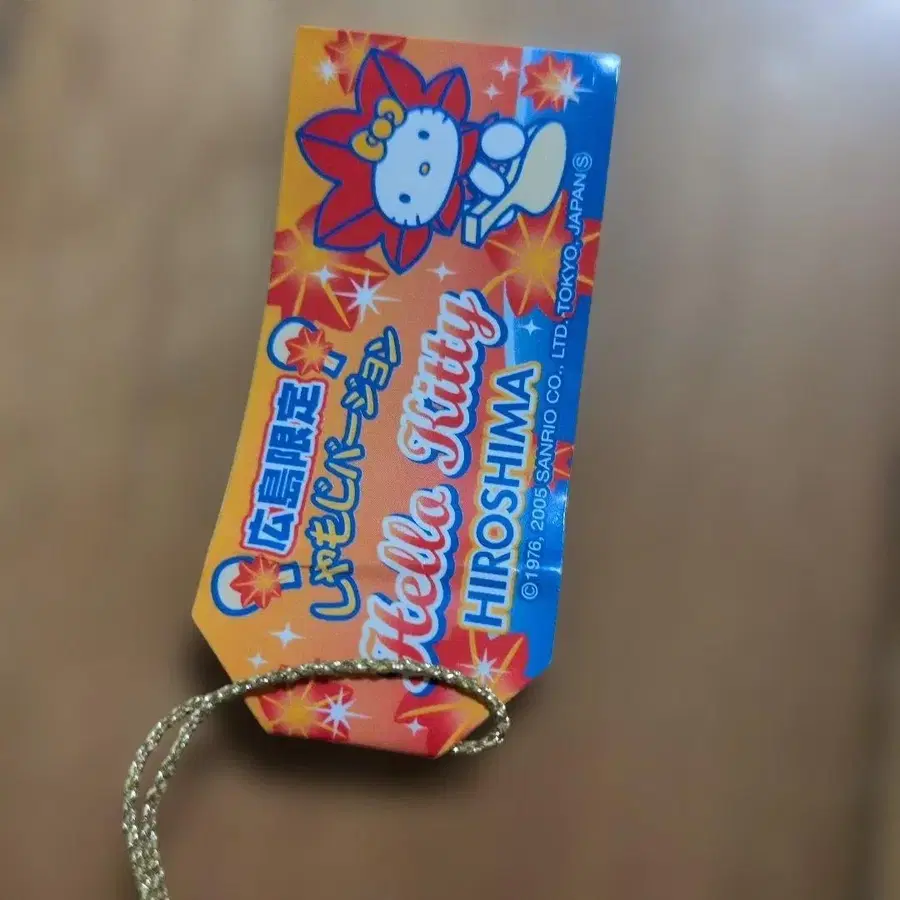 広島限定
しゃもじバージョン
Hello Kitty
HIROSHIMA
©1976, 2005 SANRIO CO., LTD. TOKYO, JAPAN Ⓢ